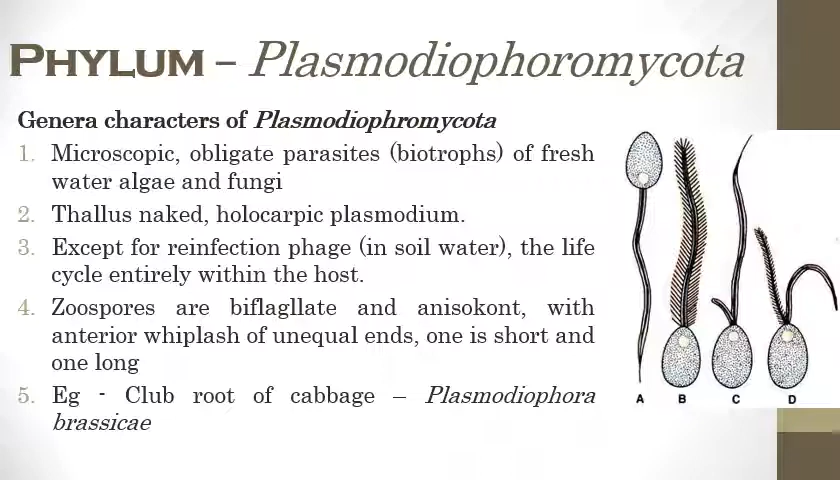 PHYLUM – Plasmodiophoromycota
Genera characters of Plasmodiophromycota
1. Microscopic, obligate parasites (biotrophs) of fresh
water algae and fungi
2. Thallus naked, holocarpic plasmodium.
3. Except for reinfection phage (in soil water), the life
cycle entirely within the host.
4. Zoospores are biflagllate and anisokont, with
anterior whiplash of unequal ends, one is short and
one long
5. Eg - Club root of cabbage – Plasmodiophora
brassicae
A B C D